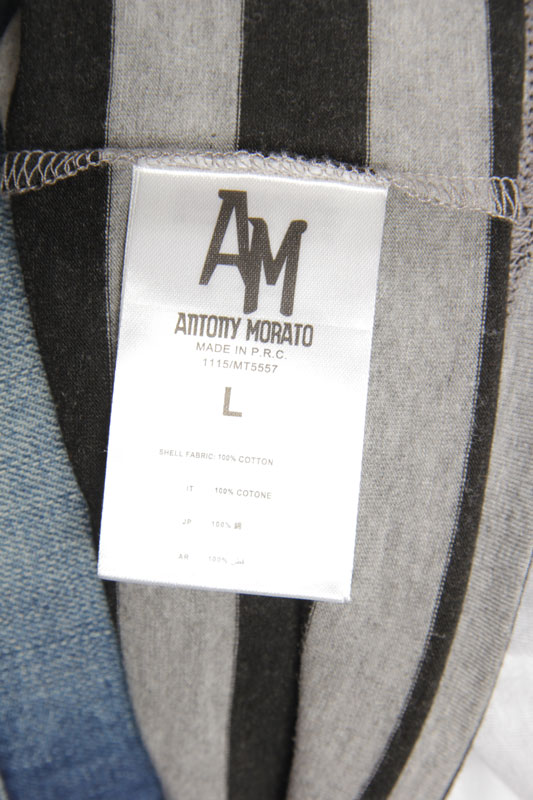 AM
ANTONY MORATO
MADE IN P.R.C.
1115/MT5557
L
SHELL FABRIC: 100% COTTON
IT 100% COTONE
JP 100% 綿
AR 100%